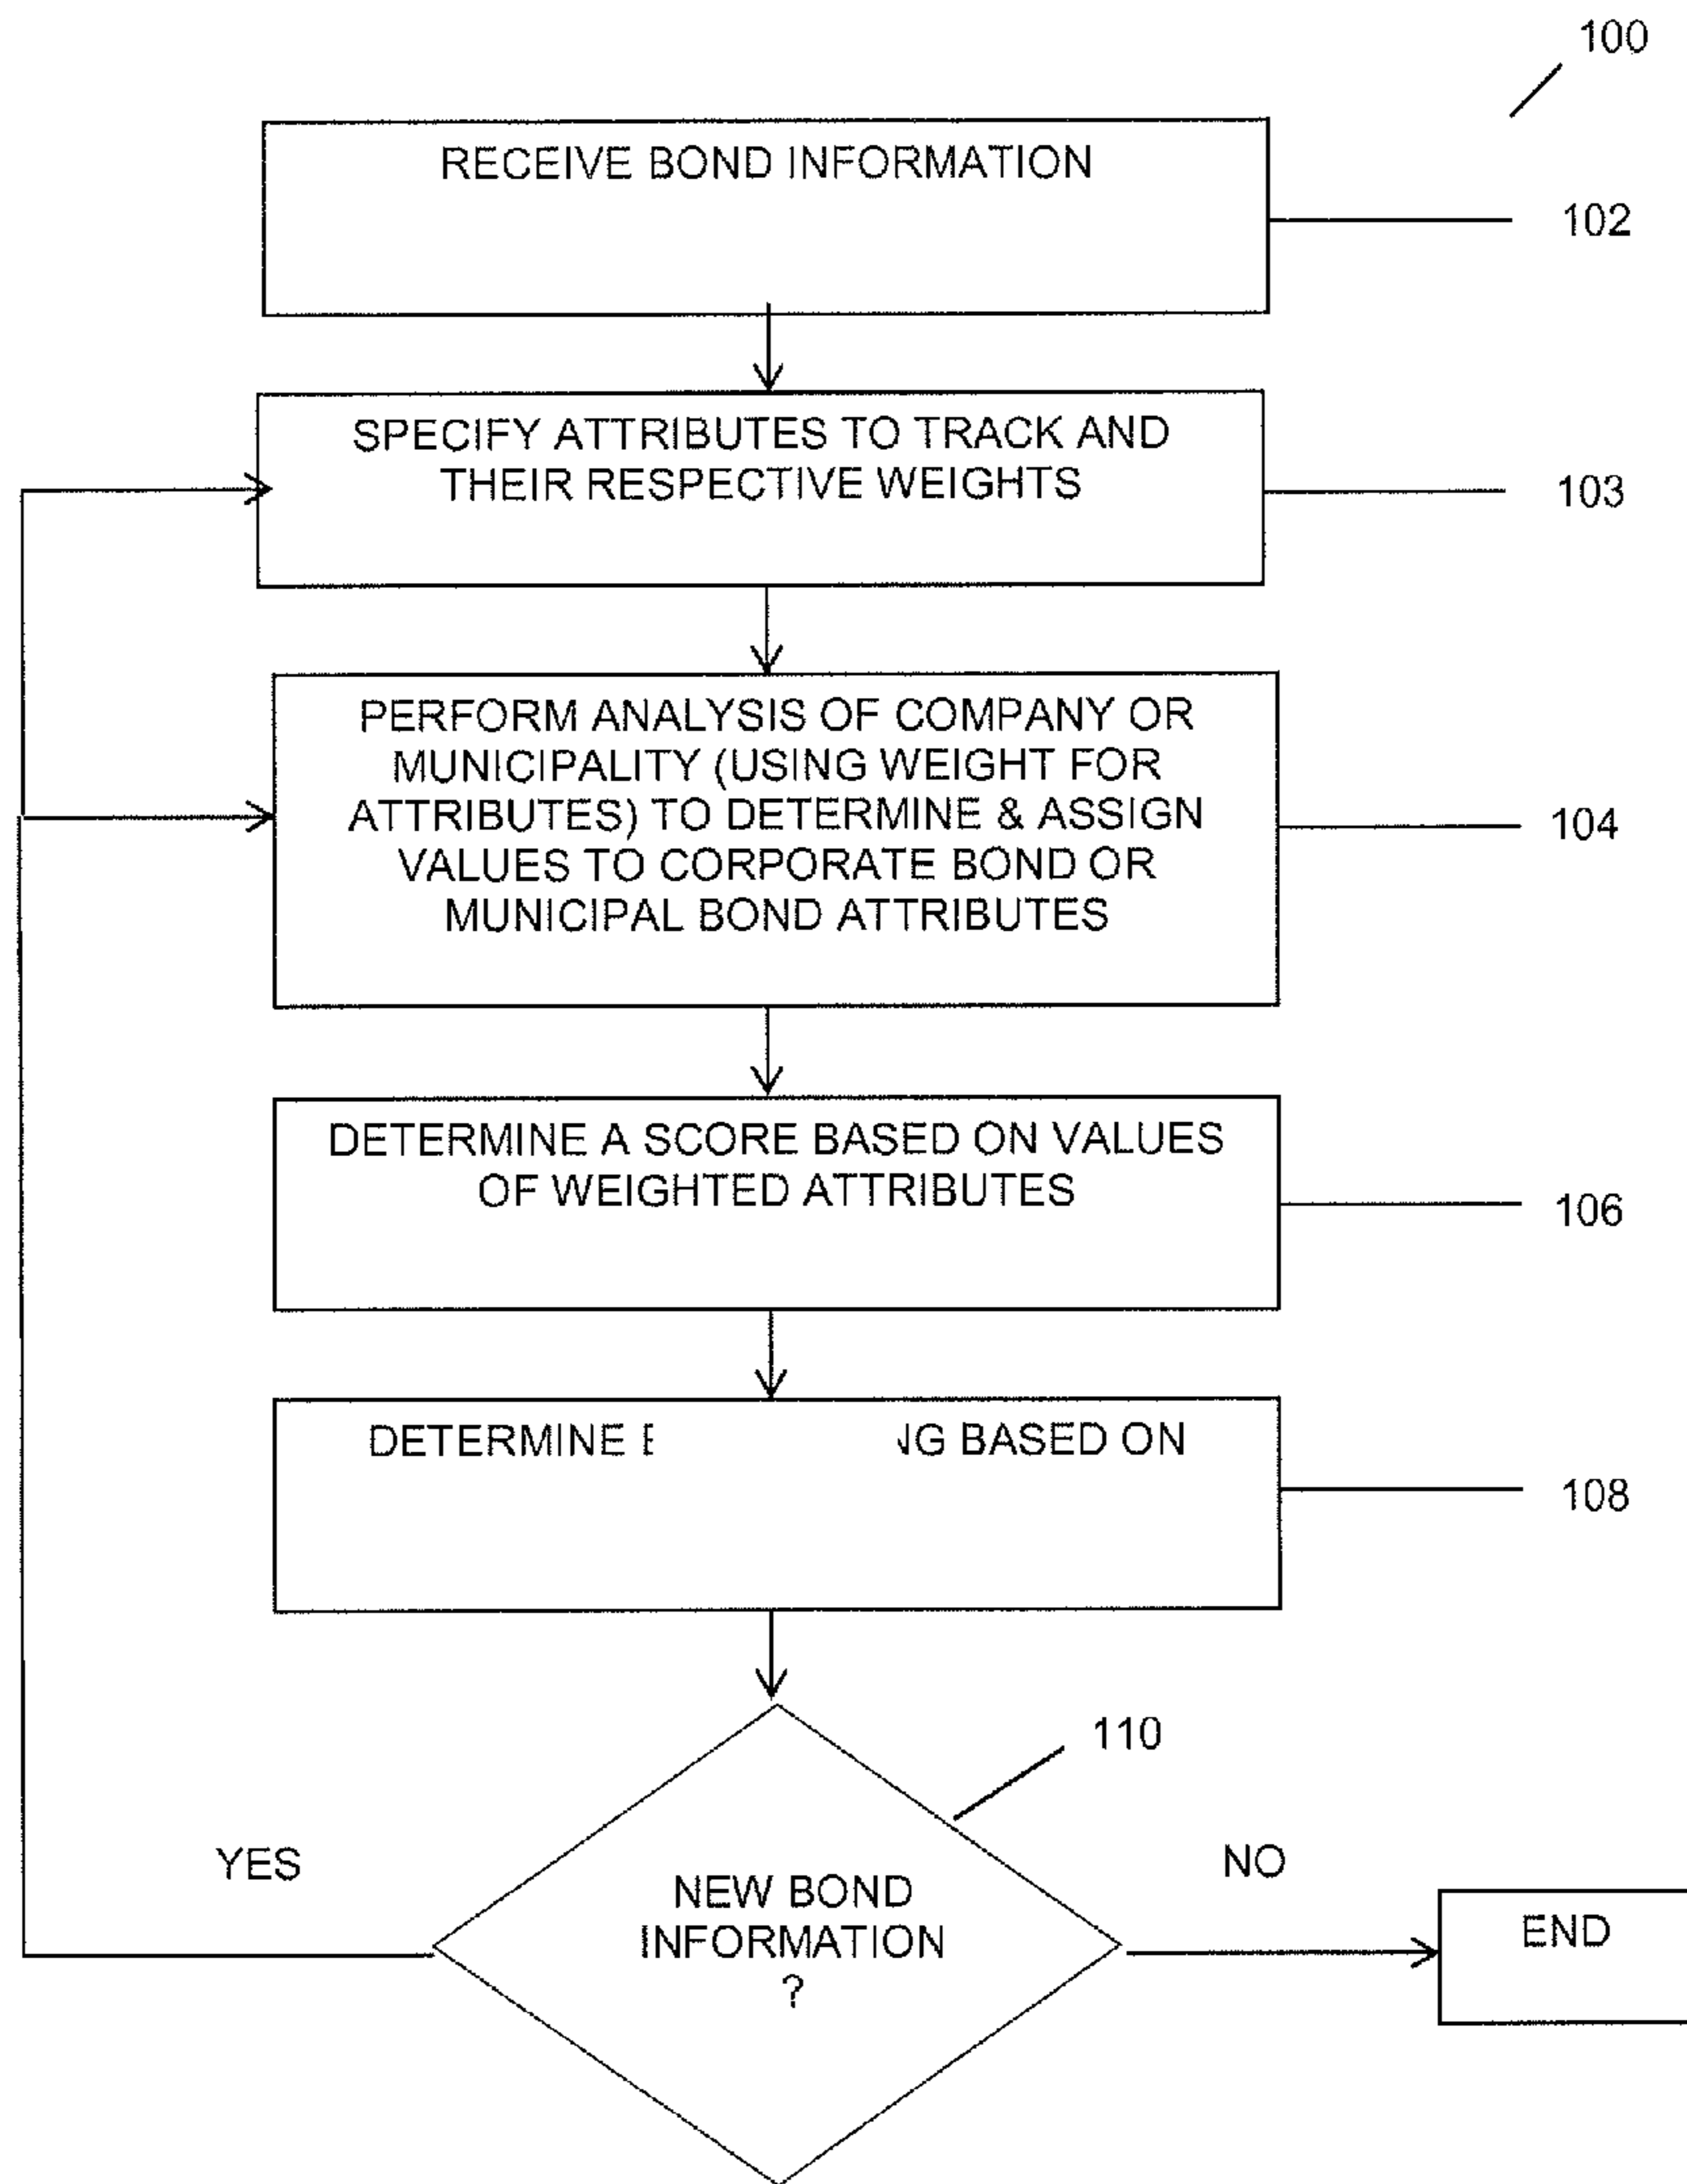 100
RECEIVE BOND INFORMATION
102
SPECIFY ATTRIBUTES TO TRACK AND
THEIR RESPECTIVE WEIGHTS
103
PERFORM ANALYSIS OF COMPANY OR
MUNICIPALITY (USING WEIGHT FOR
ATTRIBUTES) TO DETERMINE & ASSIGN
VALUES TO CORPORATE BOND OR
MUNICIPAL BOND ATTRIBUTES
104
DETERMINE A SCORE BASED ON VALUES
OF WEIGHTED ATTRIBUTES
106
DETERMINE BASED ON
108
110
YES
NO
NEW BOND
INFORMATION
?
END